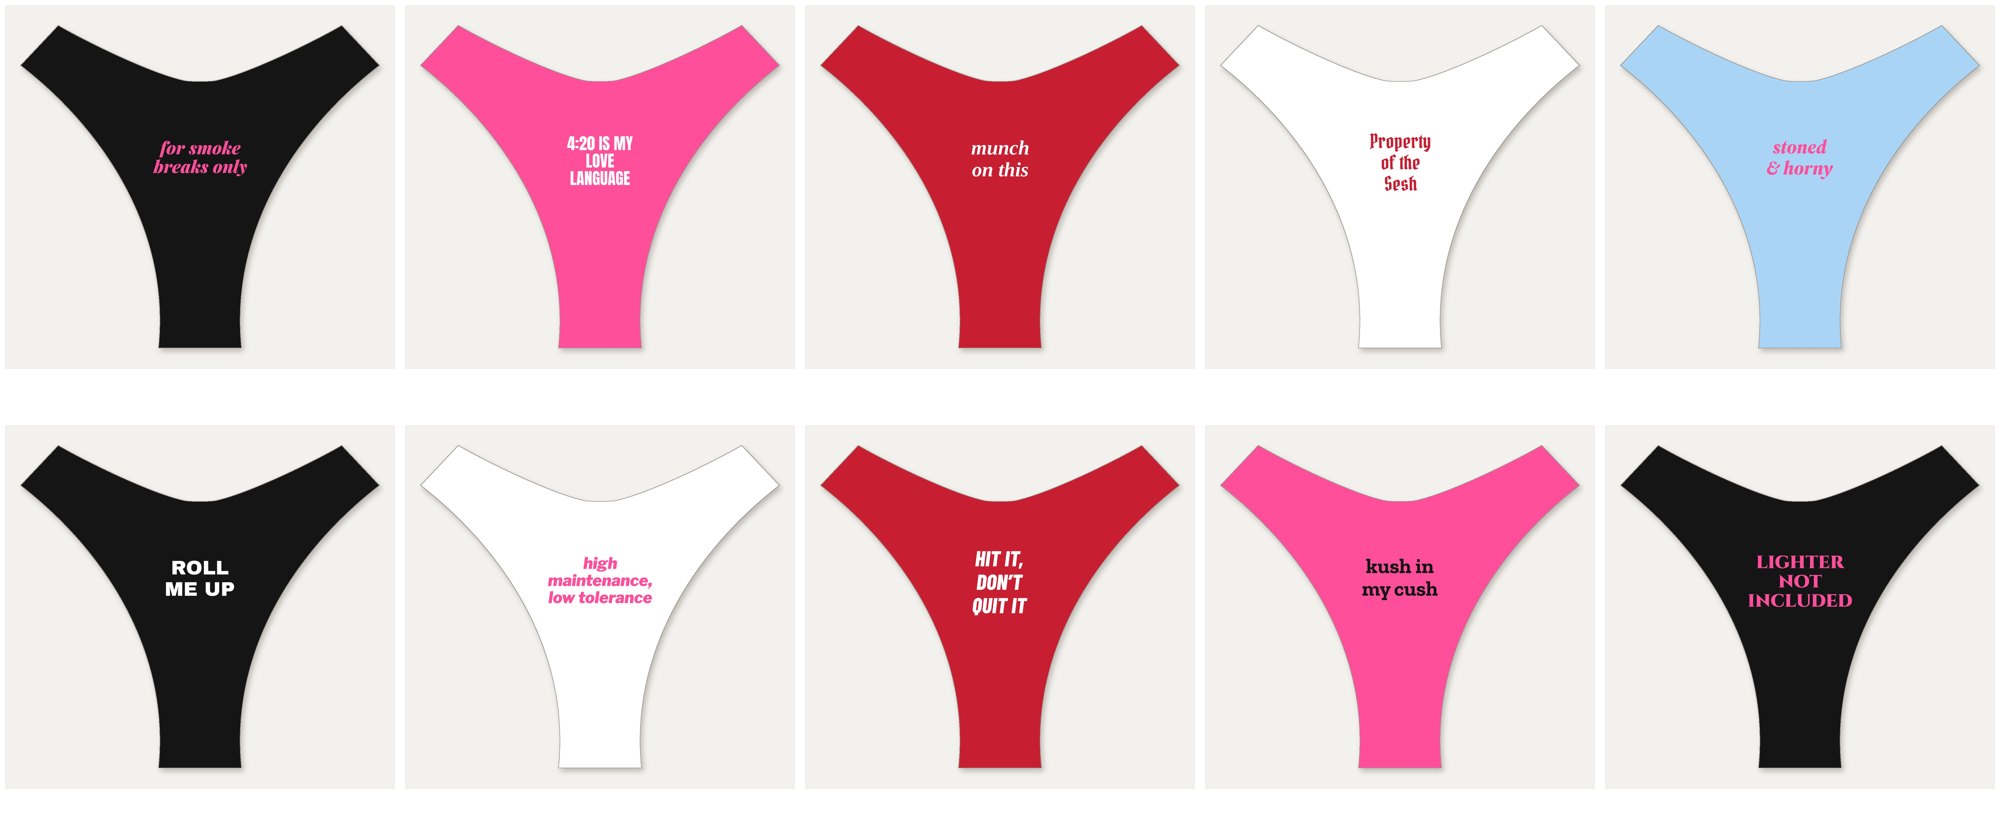 for smoke
breaks only
4:20 IS MY
LOVE
LANGUAGE
munch
on this
Property
of the
Sesh
stoned
& horny
ROLL
ME UP
high
maintenance,
low tolerance
HIT IT,
DON'T
QUIT IT
kush in
my cush
LIGHTER
NOT
INCLUDED